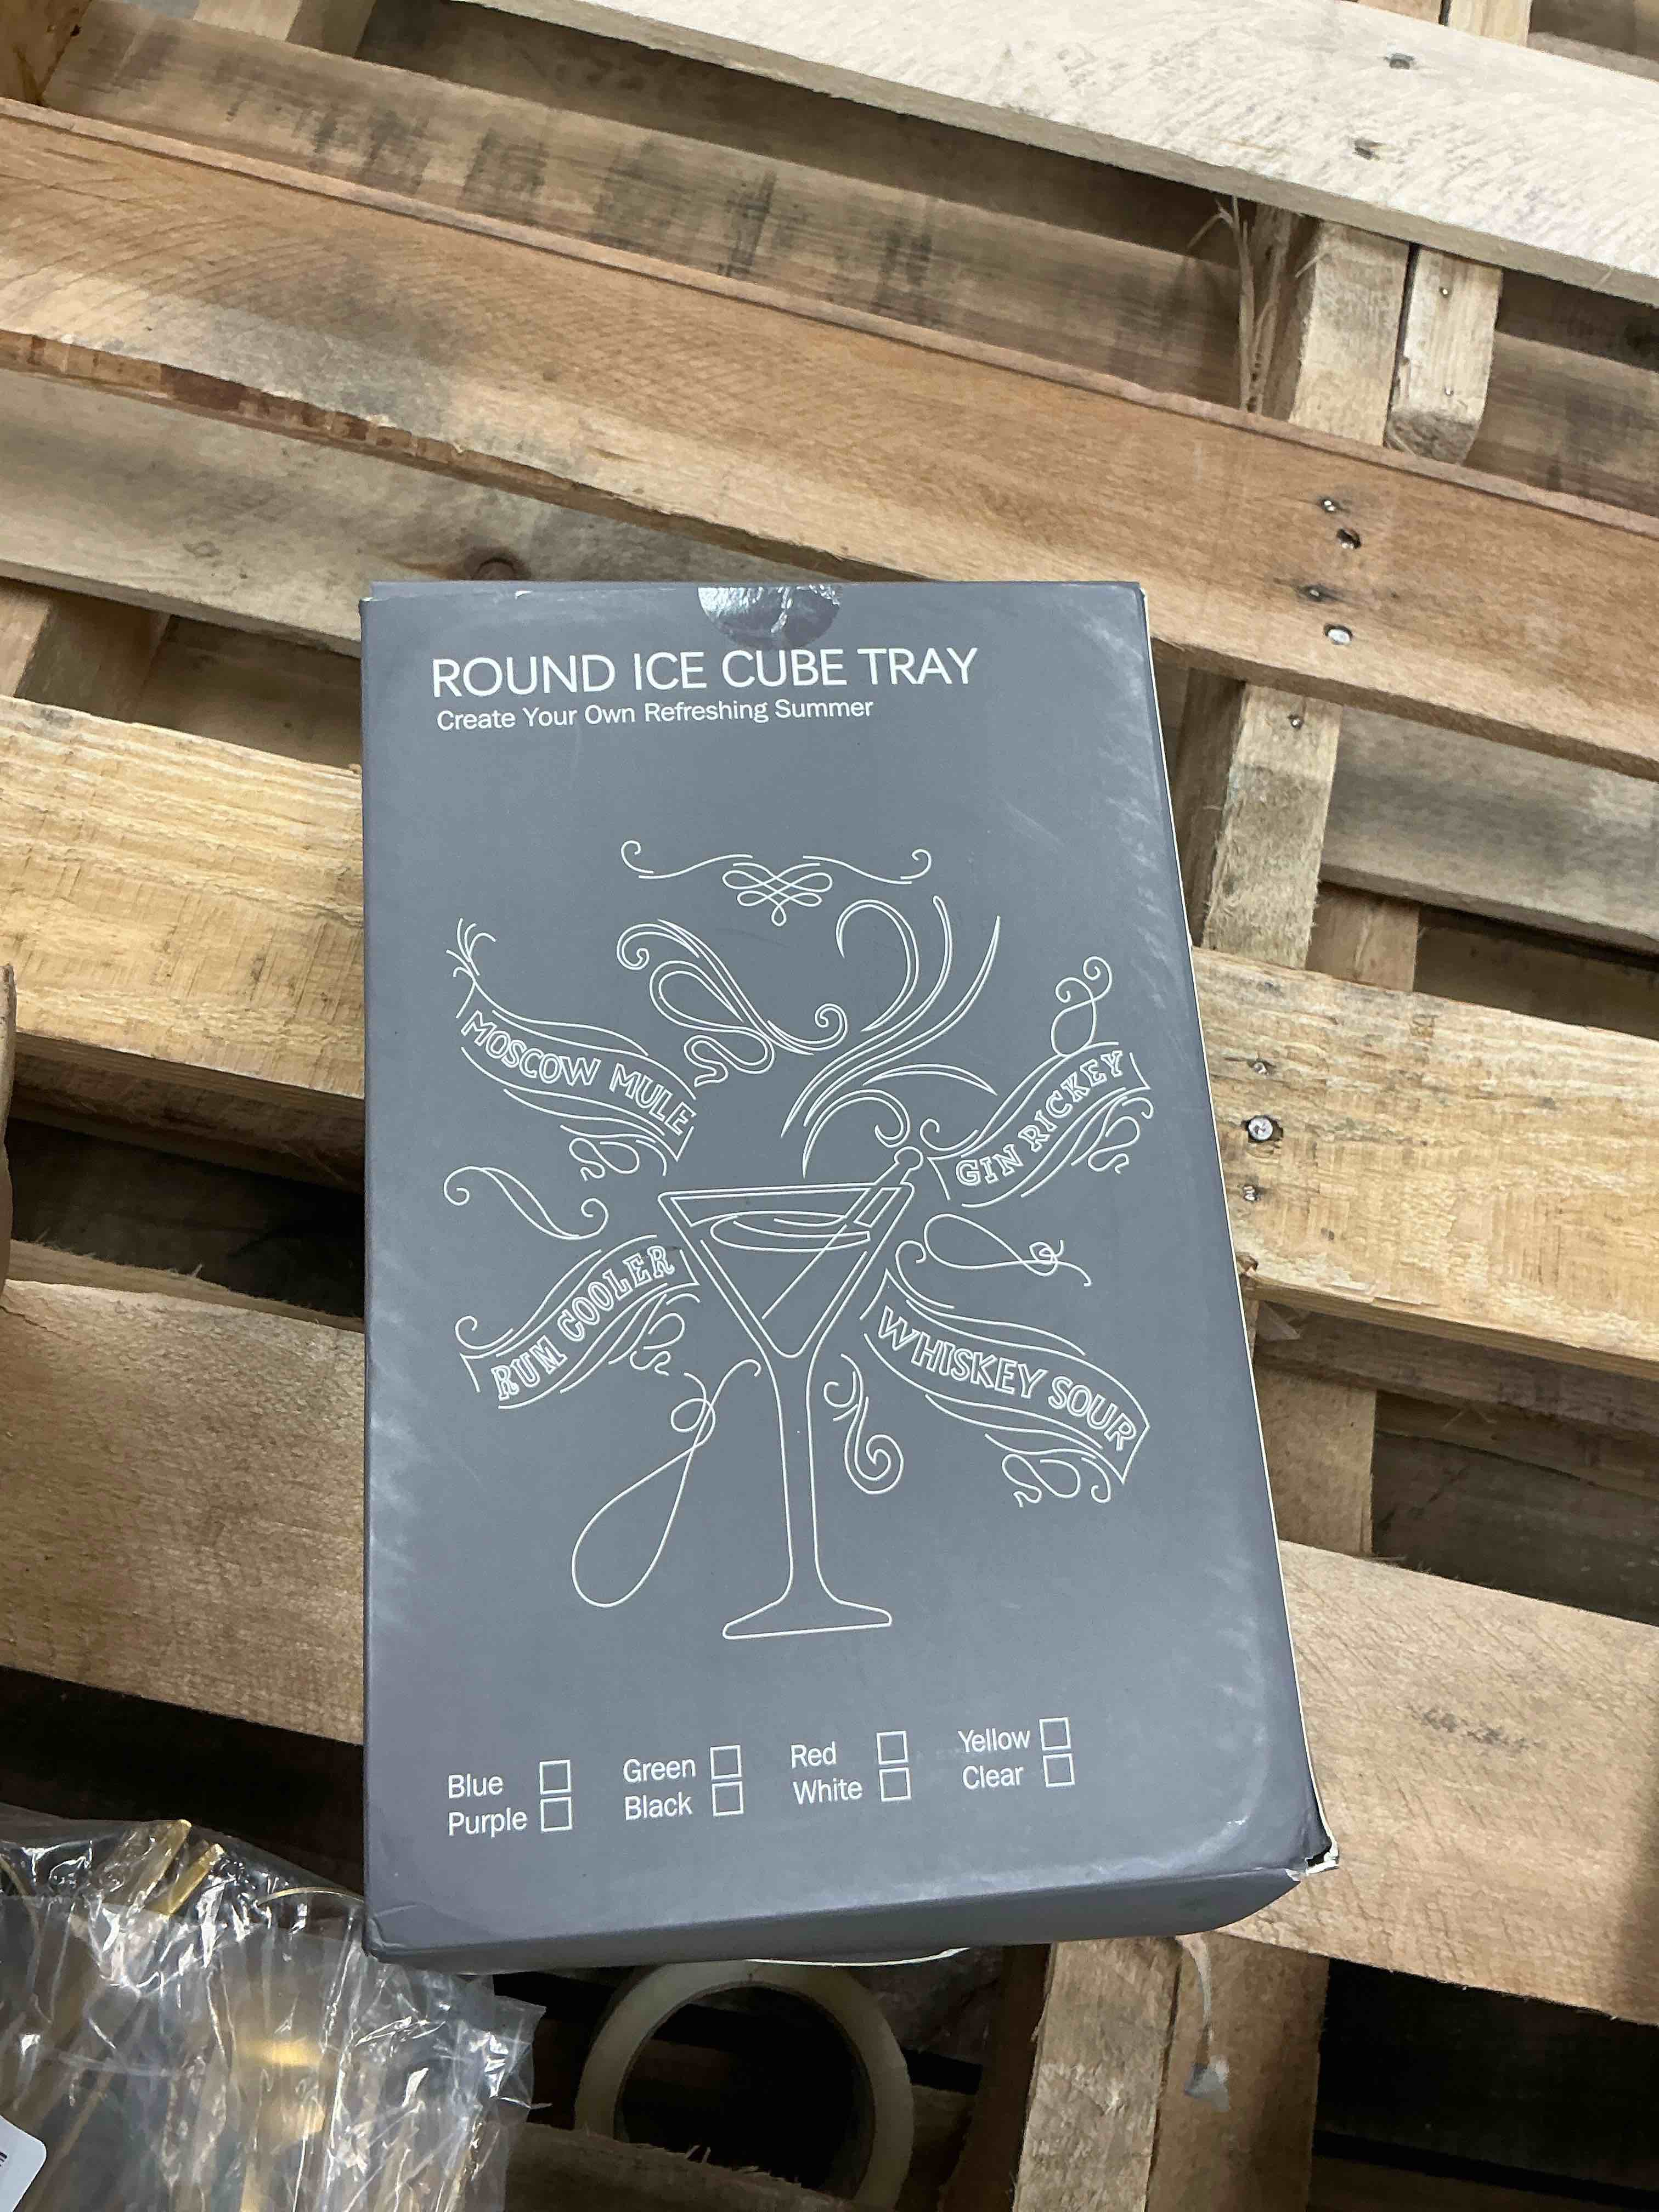 ROUND ICE CUBE TRAY
Create Your Own Refreshing Summer
MOSCOW MULE
GIN RICKEY
RUM COOLER
WHISKEY SOUR
Blue Green Red Yellow
Purple Black White Clear